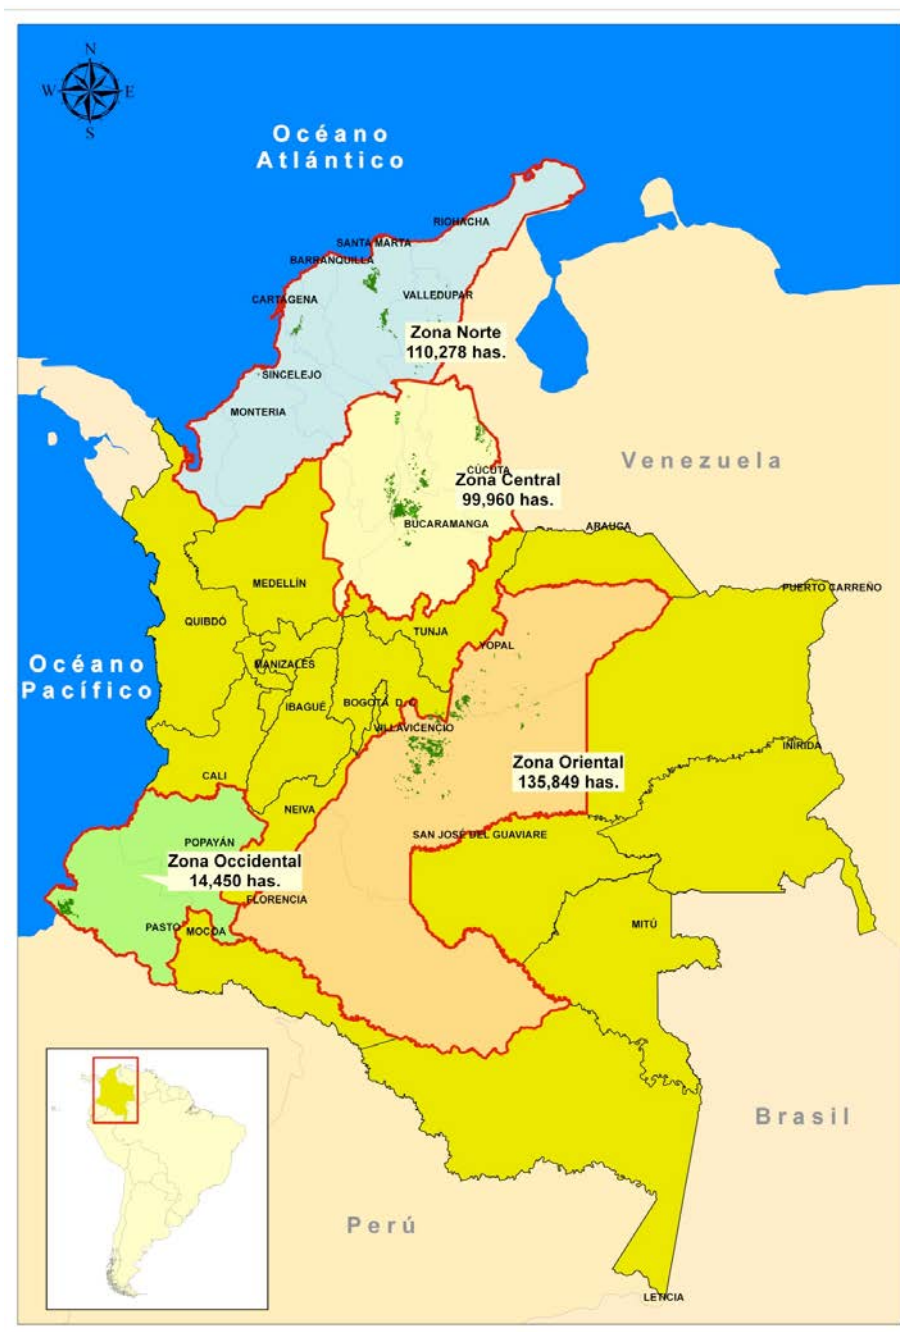 N
W E
S
Océano
Atlántico
RIOHACHA
SANTA MARTA
BARRANQUILLA
CARTAGENA
VALLEDUPAR
Zona Norte
110,278 has.
SINCELEJO
MONTERIA
Venezuela
CÚCUTA
Zona Central
99,960 has.
BUCARAMANGA
ARAUCA
MEDELLÍN
PUERTO CARREÑO
QUIBDÓ
TUNJA
YOPAL
Océano
Pacífico
MANIZALES
IBAGUÉ
BOGOTÁ D. C.
VILLAVICENCIO
INIRIDA
Zona Oriental
135,849 has.
CALI
NEIVA
SAN JOSÉ DEL GUAVIARE
POPAYÁN
Zona Occidental
14,450 has.
FLORENCIA
PASTO
MOCOA
MITÚ
Brasil
Perú
LETICIA